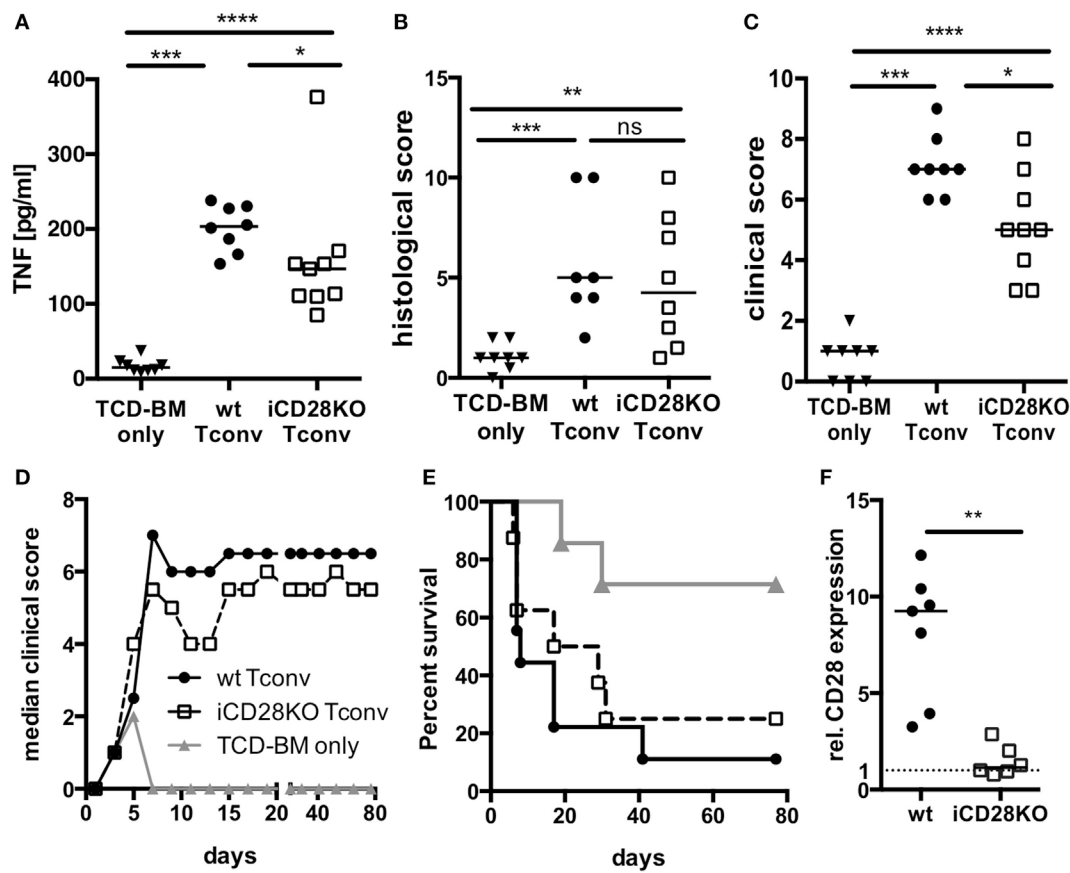 A
****
***
*
TNF [pg/ml]
400
300
200
100
0
TCD-BM
only
wt
Tconv
iCD28KO
Tconv
B
**
***
ns
histological score
15
10
5
0
TCD-BM
only
wt
Tconv
iCD28KO
Tconv
C
****
***
*
clinical score
10
8
6
4
2
0
TCD-BM
only
wt
Tconv
iCD28KO
Tconv
D
median clinical score
8
6
4
2
0
wt Tconv
iCD28KO Tconv
TCD-BM only
0 5 10 15 20 40 80
days
E
Percent survival
100
80
60
40
20
0
0 20 40 60 80
days
F
**
rel. CD28 expression
15
10
5
1
0
wt iCD28KO